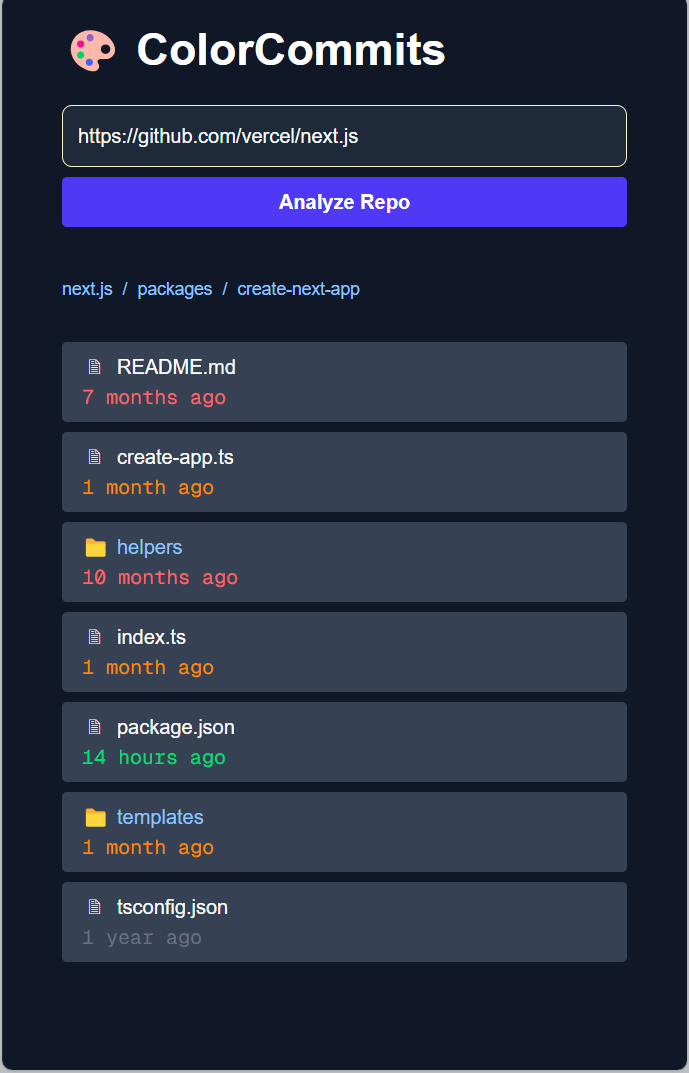 ColorCommits
https://github.com/vercel/next.js
Analyze Repo
next.js / packages / create-next-app
README.md
7 months ago
create-app.ts
1 month ago
helpers
10 months ago
index.ts
1 month ago
package.json
14 hours ago
templates
1 month ago
tsconfig.json
1 year ago